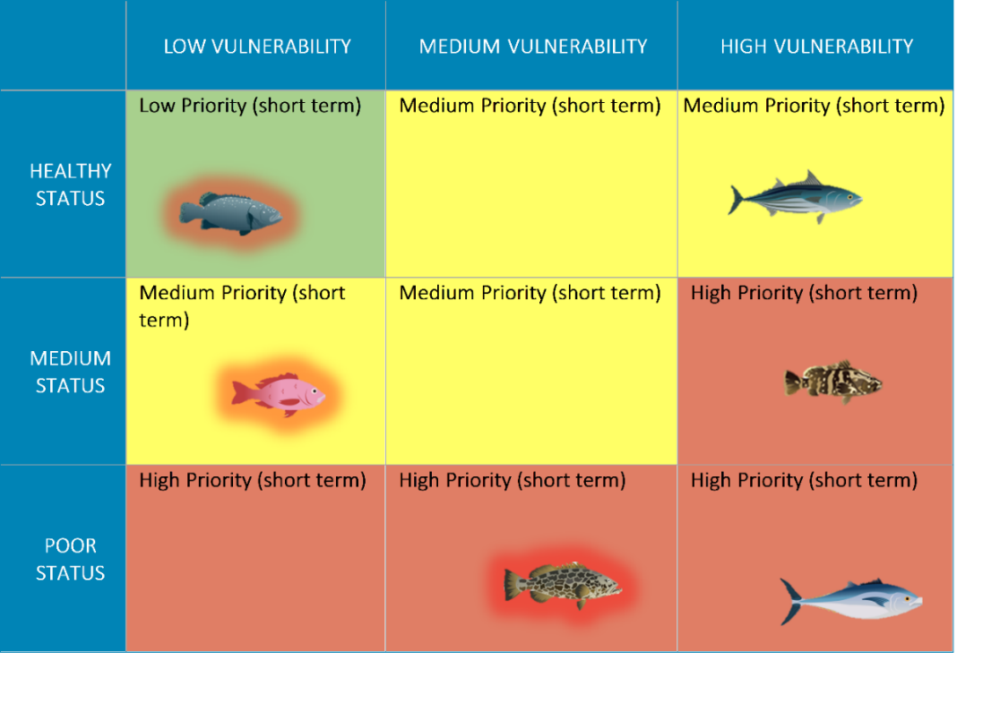 LOW VULNERABILITY
MEDIUM VULNERABILITY
HIGH VULNERABILITY
HEALTHY
STATUS
Low Priority (short term)
Medium Priority (short term)
Medium Priority (short term)
MEDIUM
STATUS
Medium Priority (short
term)
Medium Priority (short term)
High Priority (short term)
POOR
STATUS
High Priority (short term)
High Priority (short term)
High Priority (short term)